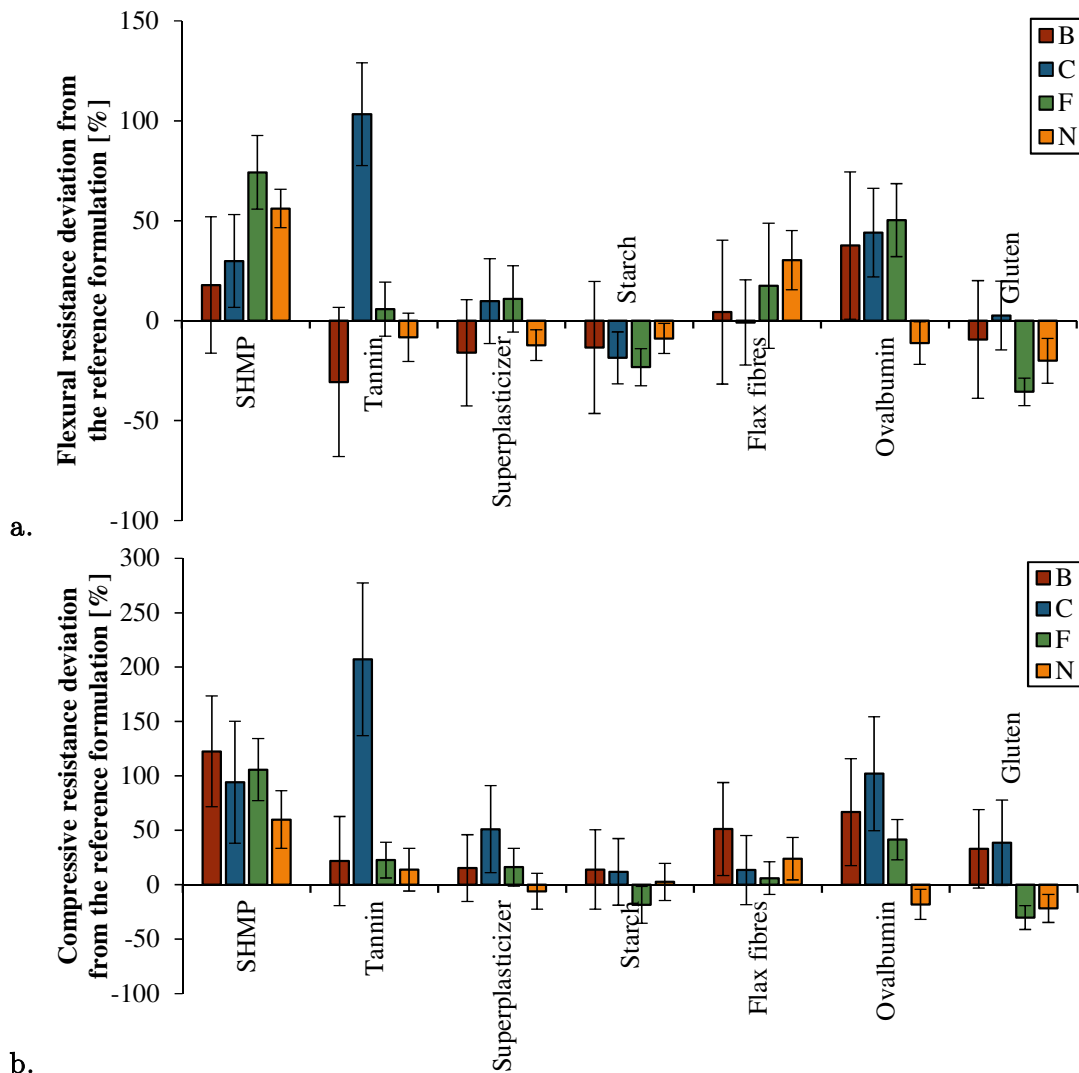 150
100
50
0
-50
-100
Flexural resistance deviation from
the reference formulation [%]
B
C
F
N
SHMP
Tannin
Superplasticizer
Starch
Flax fibres
Ovalbumin
Gluten
a.
300
250
200
150
100
50
0
-50
-100
Compressive resistance deviation
from the reference formulation [%]
B
C
F
N
SHMP
Tannin
Superplasticizer
Starch
Flax fibres
Ovalbumin
Gluten
b.